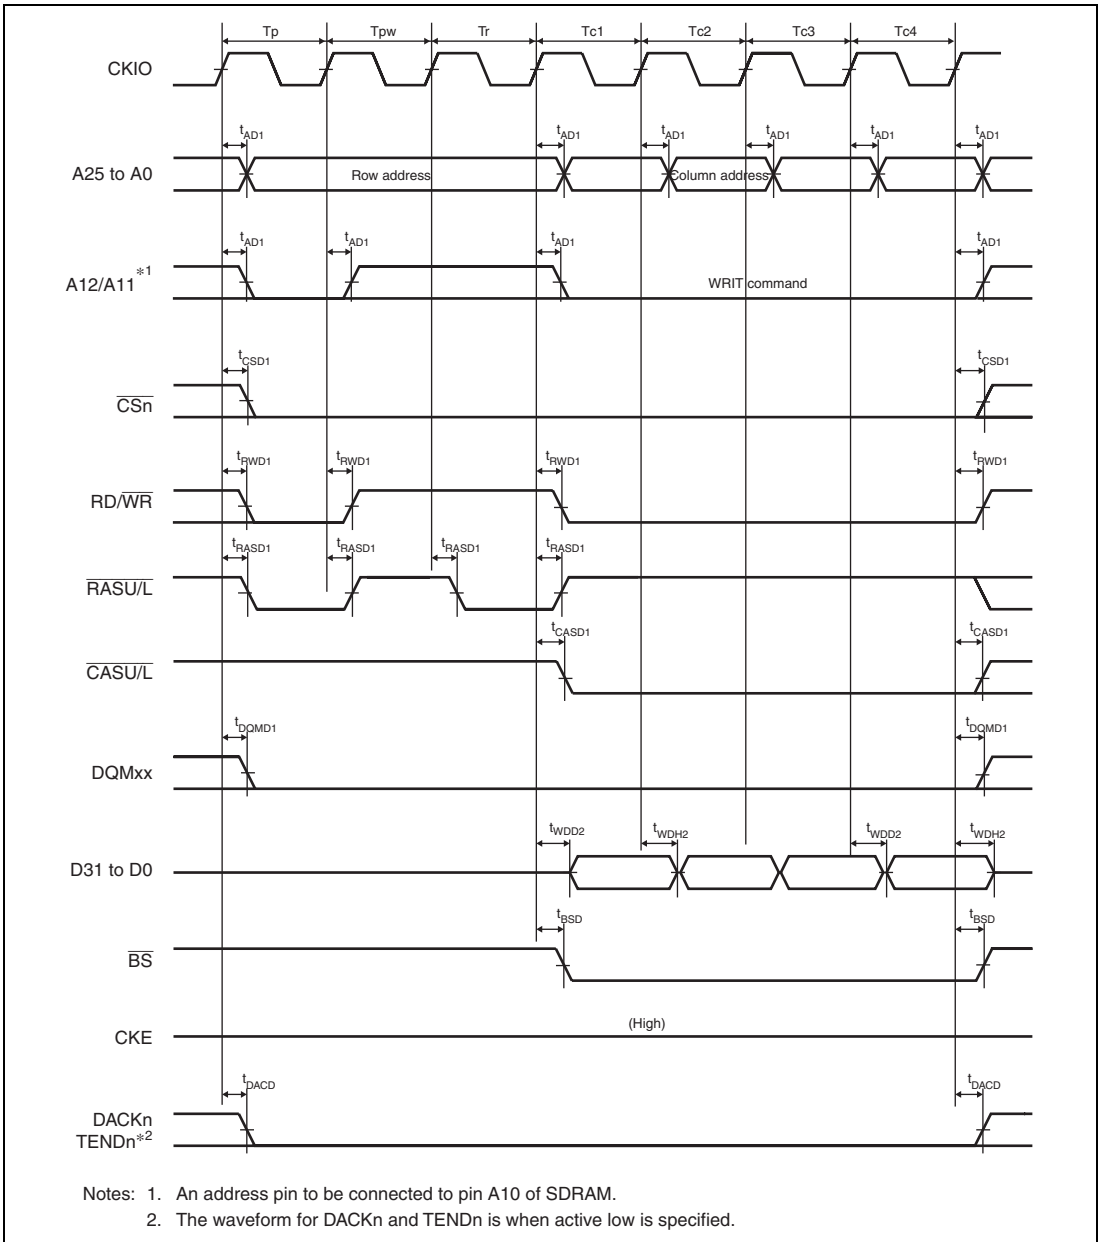 Tp Tpw Tr Tc1 Tc2 Tc3 Tc4
CKIO
tAD1 tAD1 tAD1 tAD1 tAD1 tAD1
A25 to A0 Row address Column address
tAD1 tAD1 tAD1 tAD1
A12/A11*1 WRIT command
tCSD1 tCSD1
CSn
tRWD1 tRWD1 tRWD1 tRWD1
RD/WR
tRASD1 tRASD1 tRASD1 tRASD1
RASU/L
tCASD1 tCASD1
CASU/L
tDQMD1 tDQMD1
DQMxx
tWDD2 tWDH2 tWDD2 tWDH2
D31 to D0
tBSD tBSD
BS
(High)
CKE
tDACD tDACD
DACKn
TENDn*2
Notes: 1. An address pin to be connected to pin A10 of SDRAM.
2. The waveform for DACKn and TENDn is when active low is specified.